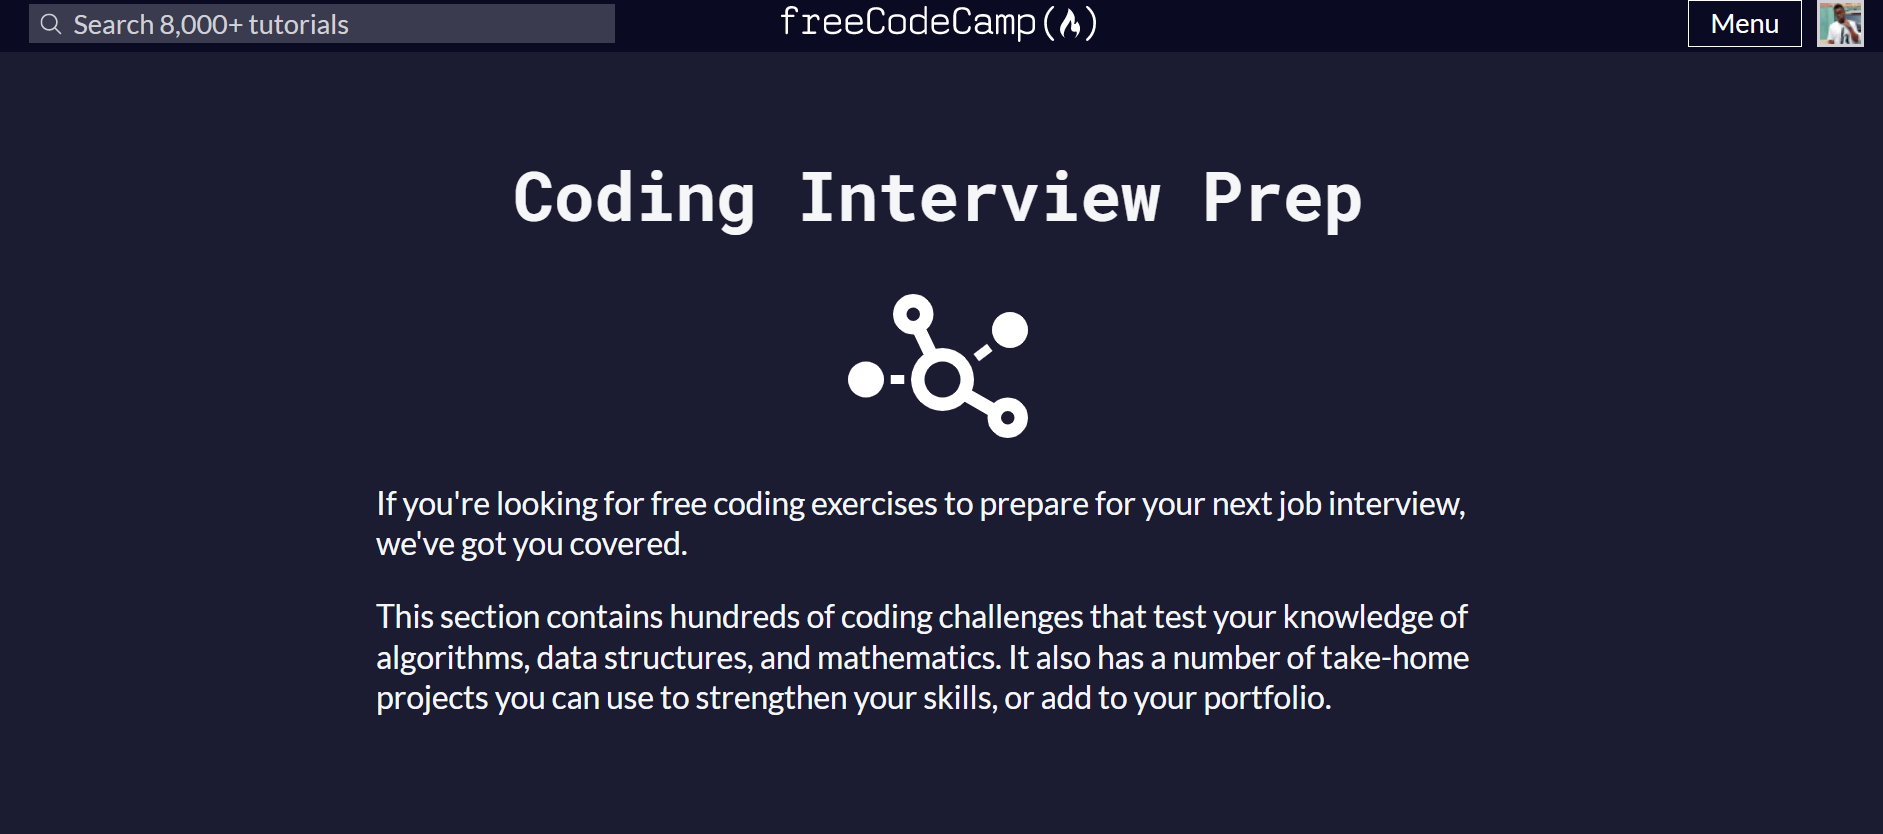 Search 8,000+ tutorials
freeCodeCamp(🔥)
Menu
Coding Interview Prep
If you're looking for free coding exercises to prepare for your next job interview,
we've got you covered.
This section contains hundreds of coding challenges that test your knowledge of
algorithms, data structures, and mathematics. It also has a number of take-home
projects you can use to strengthen your skills, or add to your portfolio.